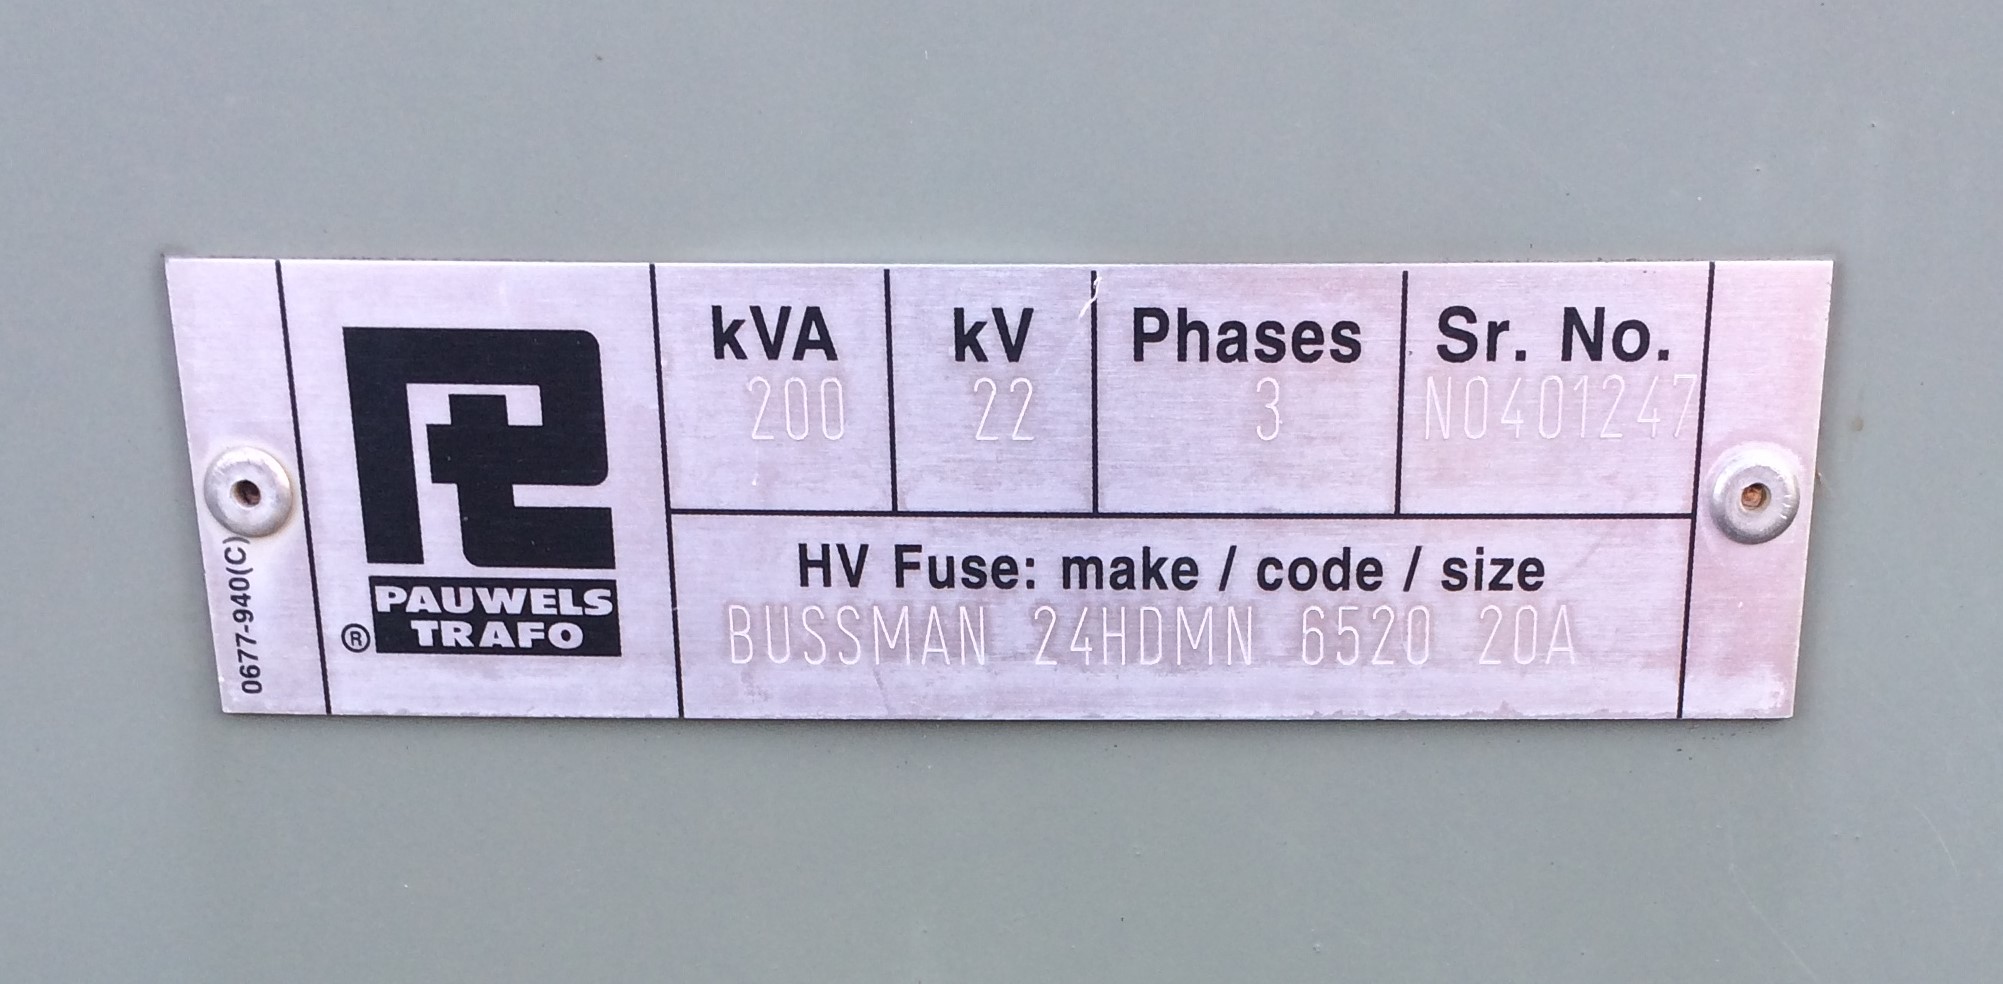 kVA kV Phases Sr. No.
200 22 3 N0401247
HV Fuse: make / code / size
BUSSMAN 24HDMN 6520 20A
PAUWELS
TRAFO
®
0677-940(C)